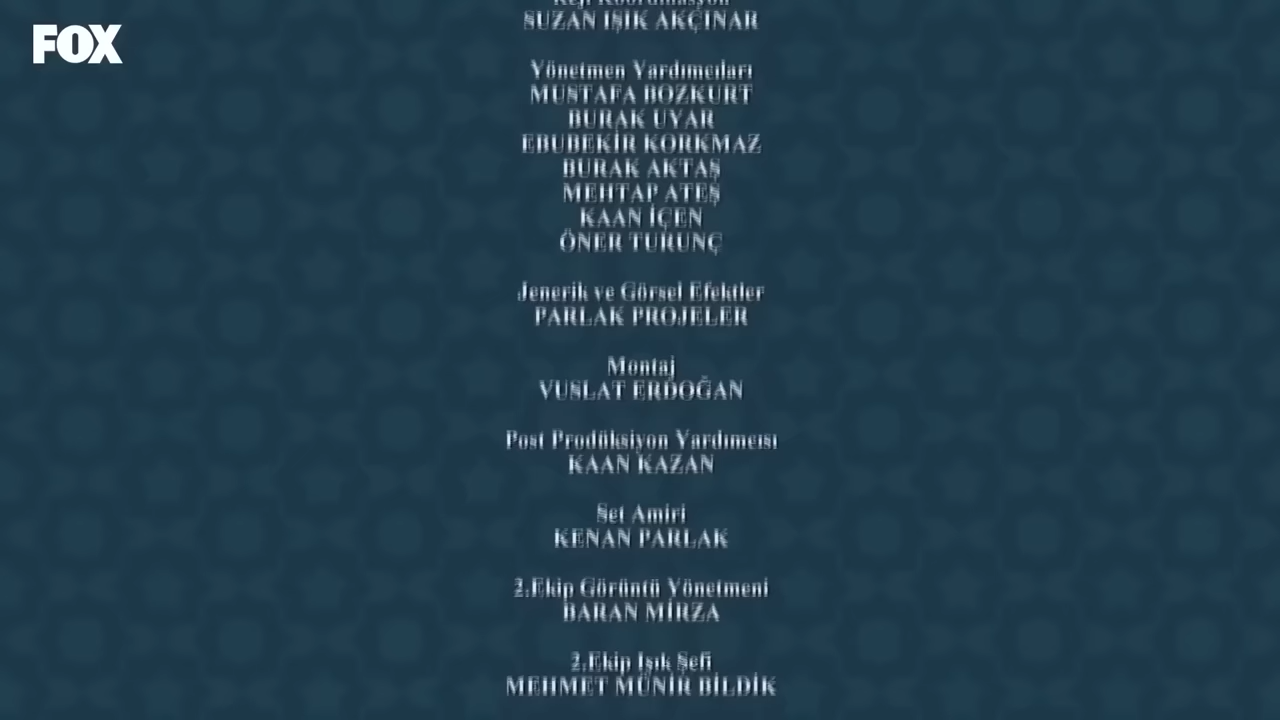 FOX
Reji Koordinasyon
SUZAN IŞIK AKÇINAR
Yönetmen Yardımcıları
MUSTAFA BOZKURT
BURAK UYAR
EBUBEKİR KORKMAZ
BURAK AKTAŞ
MEHTAP ATEŞ
KAAN İÇEN
ÖNER TURUNÇ
Jenerik ve Görsel Efektler
PARLAK PROJELER
Montaj
VUSLAT ERDOĞAN
Post Prodüksiyon Yardımcısı
KAAN KAZAN
Set Amiri
KENAN PARLAK
2.Ekip Görüntü Yönetmeni
BARAN MİRZA
2.Ekip Işık Şefi
MEHMET MÜNİR BİLDİK